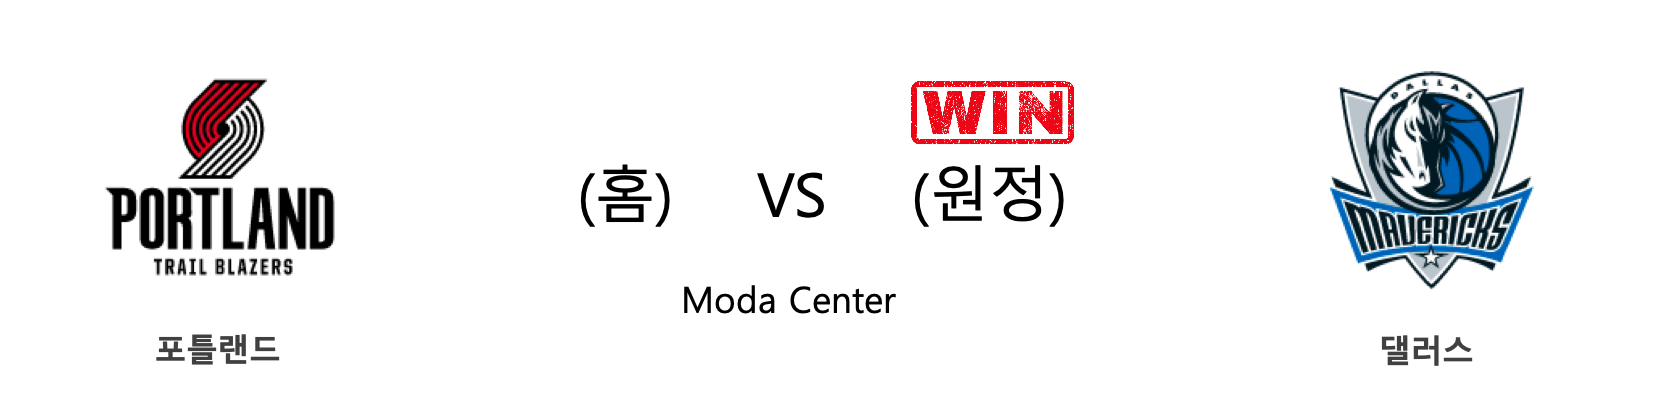 PORTLAND
TRAIL BLAZERS
포틀랜드
WIN
(홈) VS (원정)
Moda Center
DALLAS
MAVERICKS
댈러스